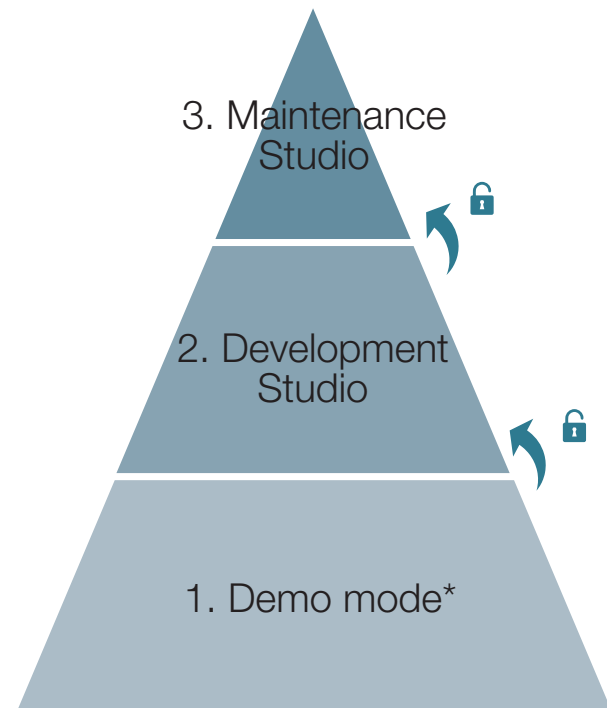 3. Maintenance
Studio
2. Development
Studio
1. Demo mode*